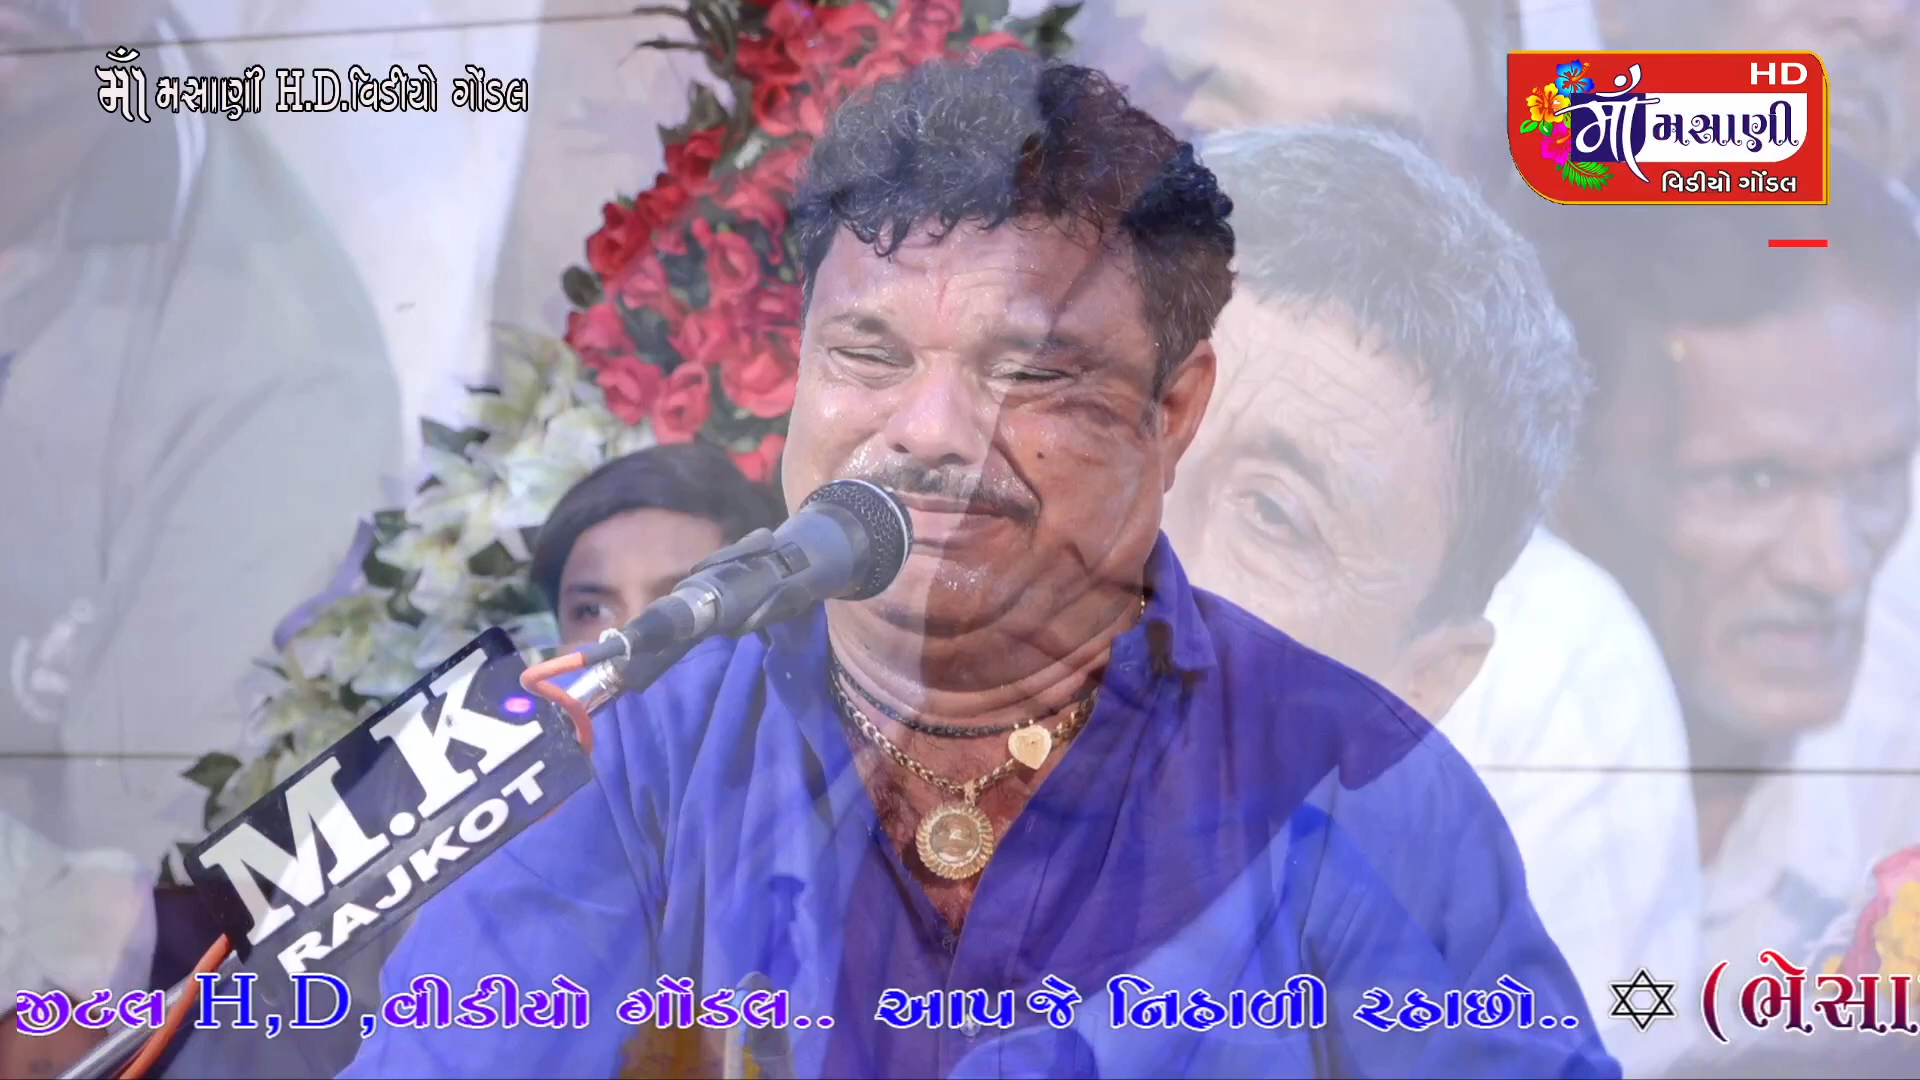 માઁ મસાણી H.D.વિડીયો ગોંડલ
HD
માઁ મસાણી
વિડીયો ગોંડલ
M.K
RAJKOT
જીટલ H,D,વીડીયો ગોંડલ.. આપ જે નિહાળી રહાછો.. ✡ (ભેસા